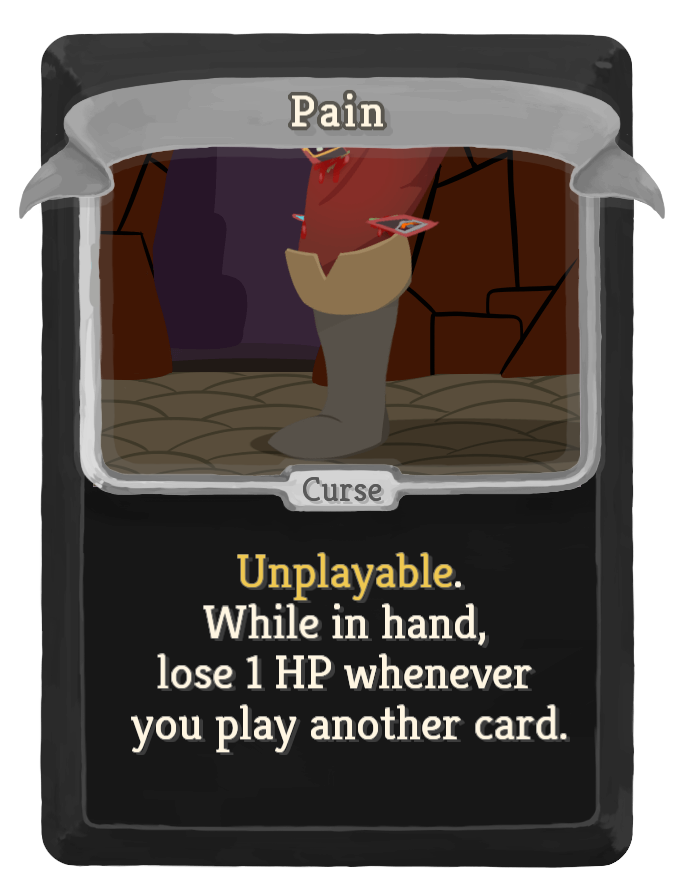 Pain
Curse
Unplayable.
While in hand,
lose 1 HP whenever
you play another card.